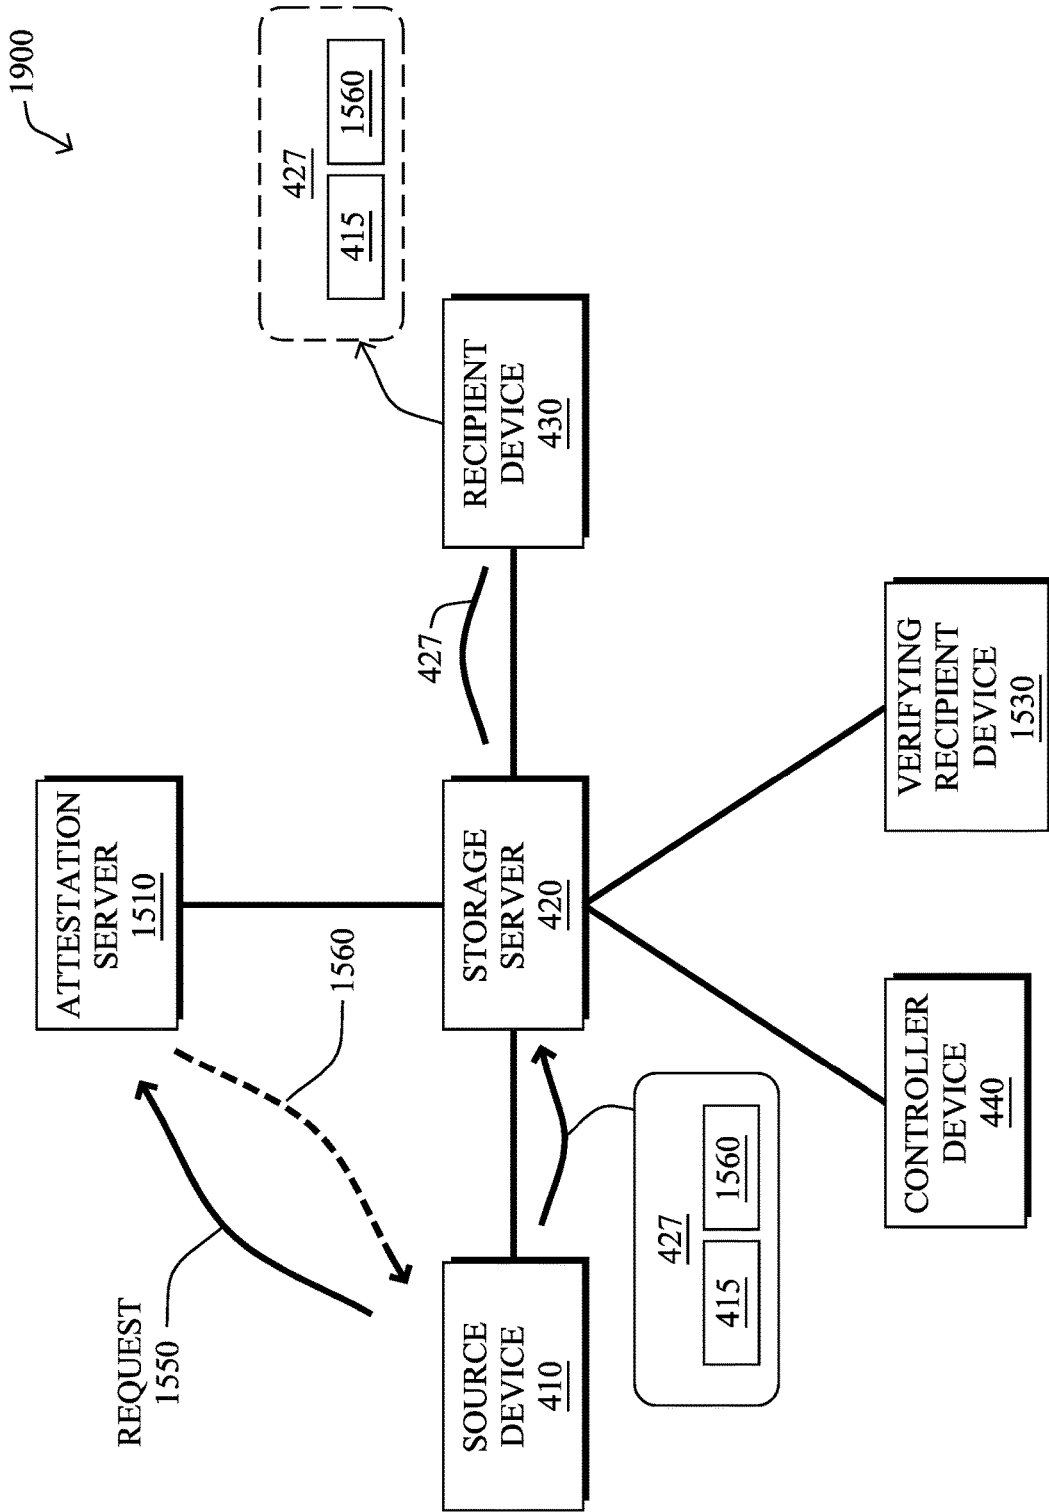 1900
ATTESTATION
SERVER
1510
REQUEST
1550
1560
427
427
415
1560
SOURCE
DEVICE
410
STORAGE
SERVER
420
RECIPIENT
DEVICE
430
427
415
1560
CONTROLLER
DEVICE
440
VERIFYING
RECIPIENT
DEVICE
1530